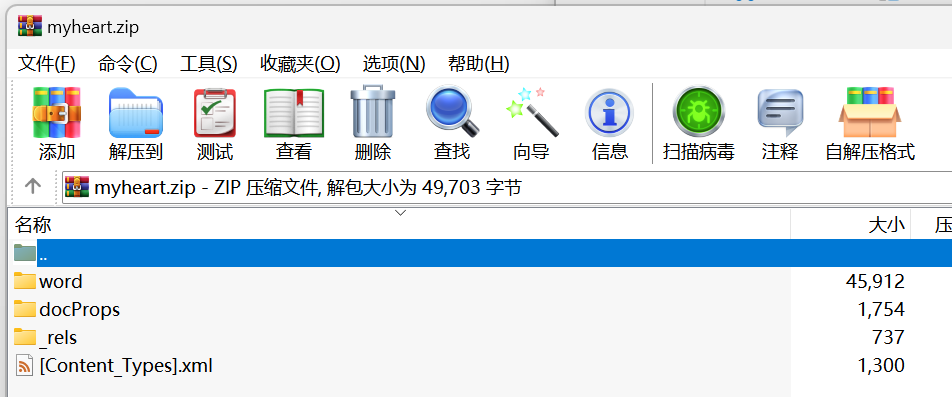 myheart.zip
文件(F) 命令(C) 工具(S) 收藏夹(O) 选项(N) 帮助(H)
添加 解压到 测试 查看 删除 查找 向导 信息 扫描病毒 注释 自解压格式
myheart.zip - ZIP 压缩文件, 解包大小为 49,703 字节
名称 大小 压
..
word 45,912
docProps 1,754
_rels 737
[Content_Types].xml 1,300